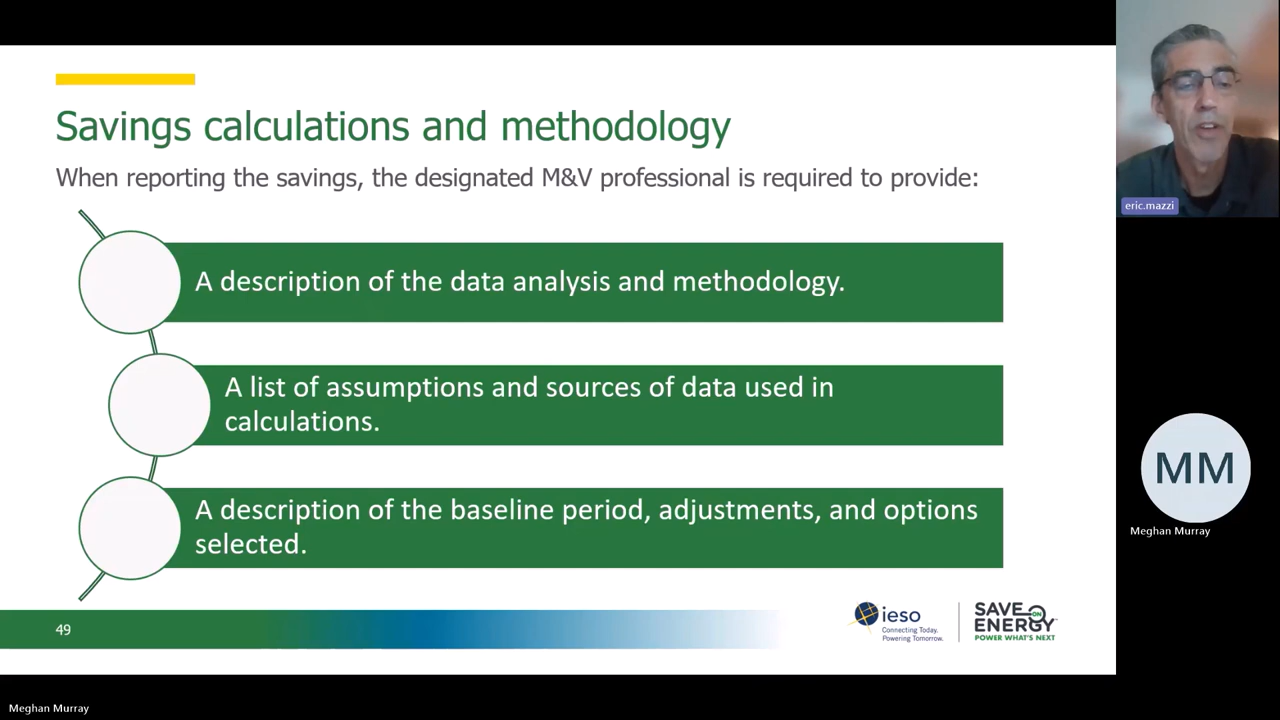 Savings calculations and methodology
When reporting the savings, the designated M&V professional is required to provide:
A description of the data analysis and methodology.
A list of assumptions and sources of data used in
calculations.
A description of the baseline period, adjustments, and options
selected.
49
ieso
Connecting Today.
Powering Tomorrow.
SAVE ON
ENERGY
POWER WHAT'S NEXT
eric.mazzi
MM
Meghan Murray
Meghan Murray